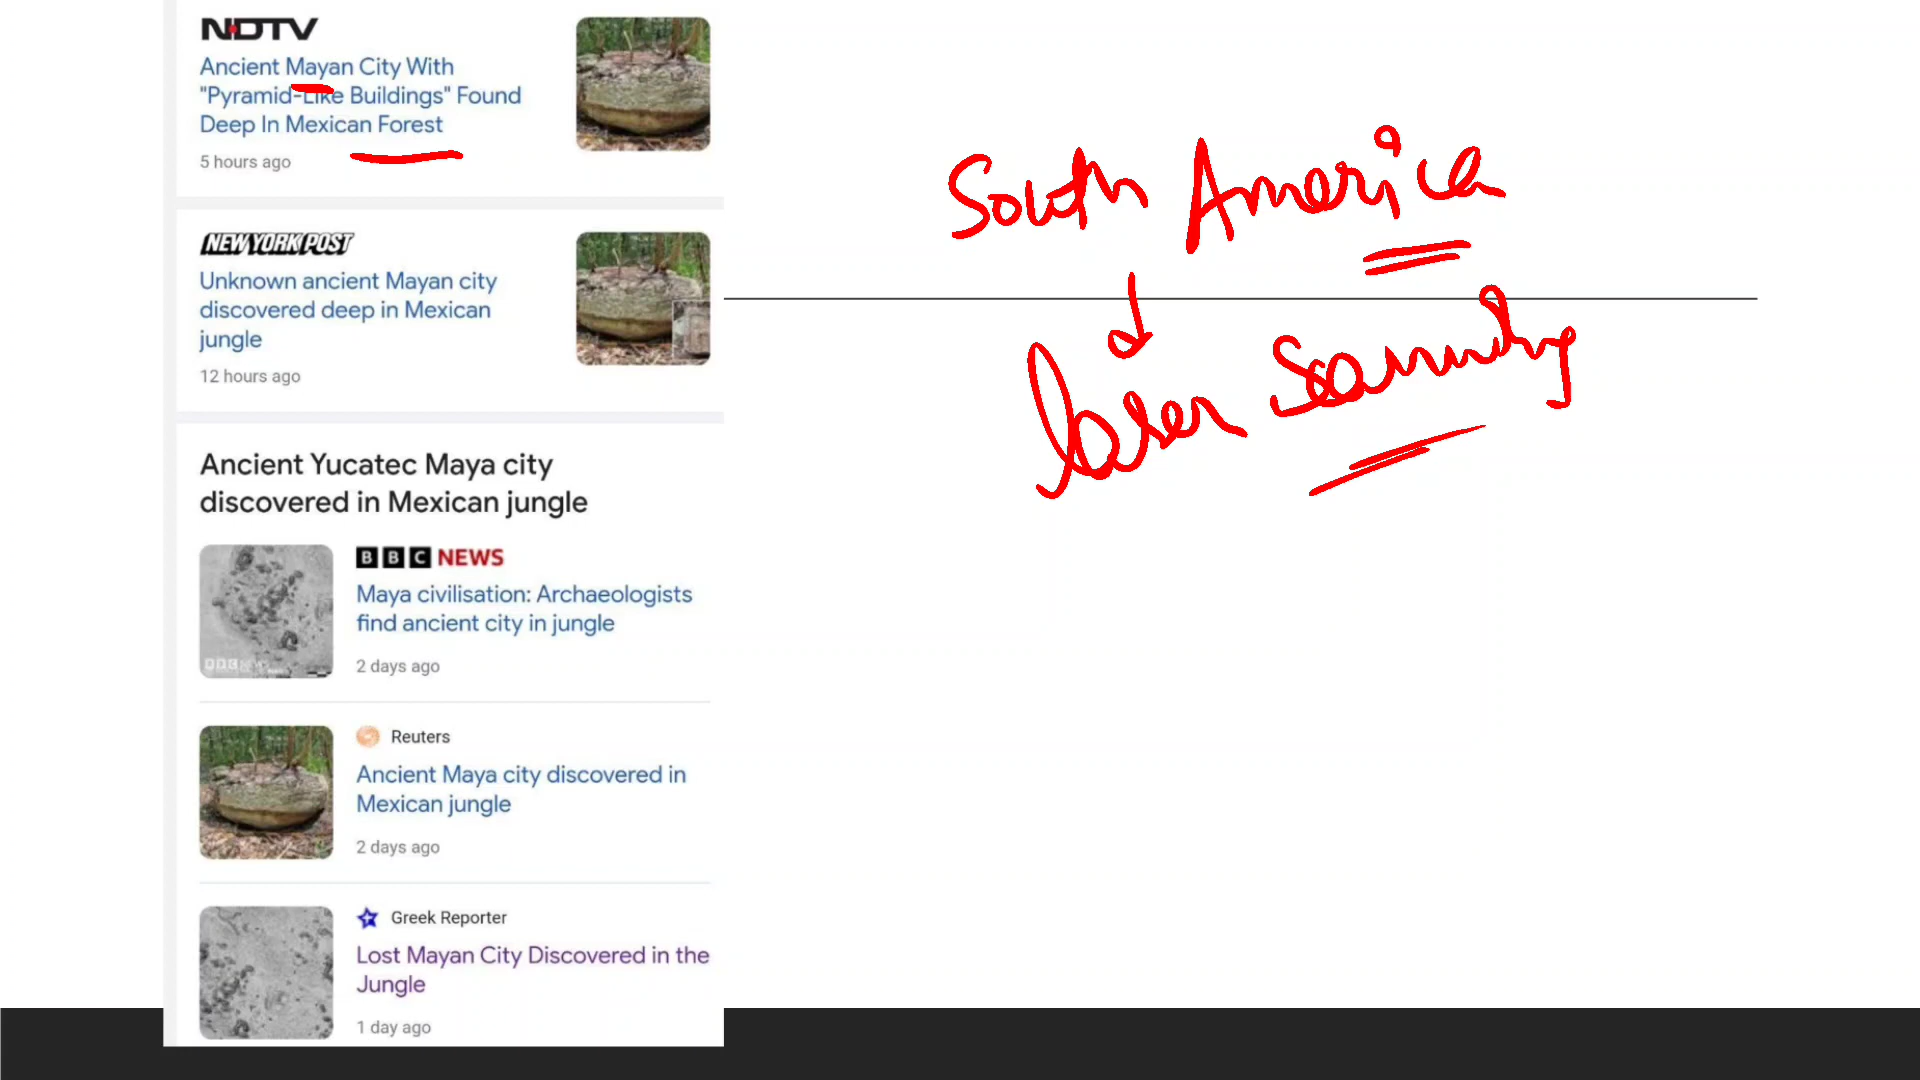 NDTV
Ancient Mayan City With
"Pyramid-Like Buildings" Found
Deep In Mexican Forest
5 hours ago
NEW YORK POST
Unknown ancient Mayan city
discovered deep in Mexican
jungle
12 hours ago
Ancient Yucatec Maya city
discovered in Mexican jungle
BBC NEWS
Maya civilisation: Archaeologists
find ancient city in jungle
2 days ago
BBC NEWS
Reuters
Ancient Maya city discovered in
Mexican jungle
2 days ago
Greek Reporter
Lost Mayan City Discovered in the
Jungle
1 day ago
South America
laser scanning